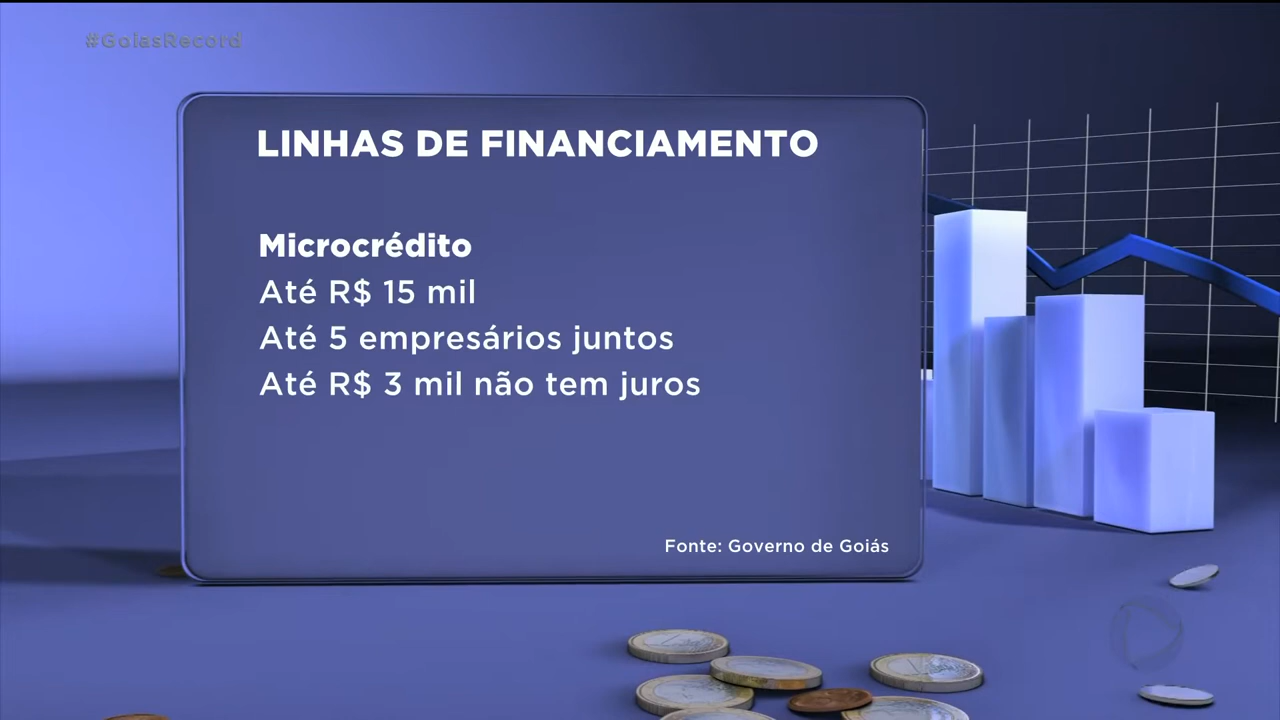 #GoiasRecord
LINHAS DE FINANCIAMENTO
Microcrédito
Até R$ 15 mil
Até 5 empresários juntos
Até R$ 3 mil não tem juros
Fonte: Governo de Goiás